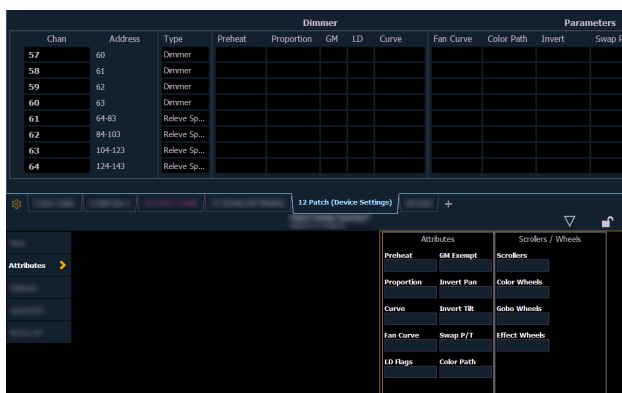 Dimmer Parameters
Chan Address Type Preheat Proportion GM LD Curve Fan Curve Color Path Invert Swap
57 60 Dimmer
58 61 Dimmer
59 62 Dimmer
60 63 Dimmer
61 64-83 Releve Sp...
62 84-103 Releve Sp...
63 104-123 Releve Sp...
64 124-143 Releve Sp...
12 Patch (Device Settings) +
Attributes Scrollers / Wheels
Preheat GM Exempt Scrollers
Attributes
Proportion Invert Pan Color Wheels
Curve Invert Tilt Gobo Wheels
Fan Curve Swap P/T Effect Wheels
LD Flags Color Path